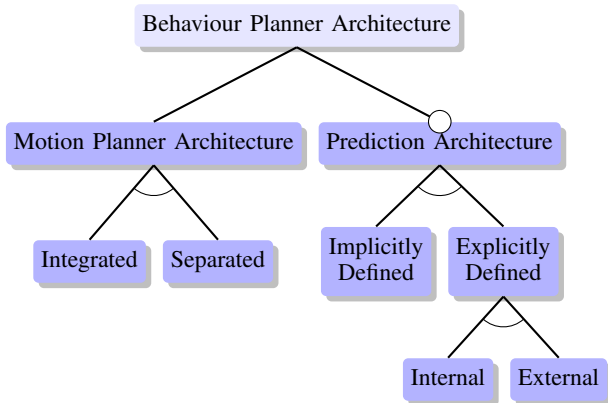 Behaviour Planner Architecture
Motion Planner Architecture
Prediction Architecture
Integrated
Separated
Implicitly
Defined
Explicitly
Defined
Internal
External